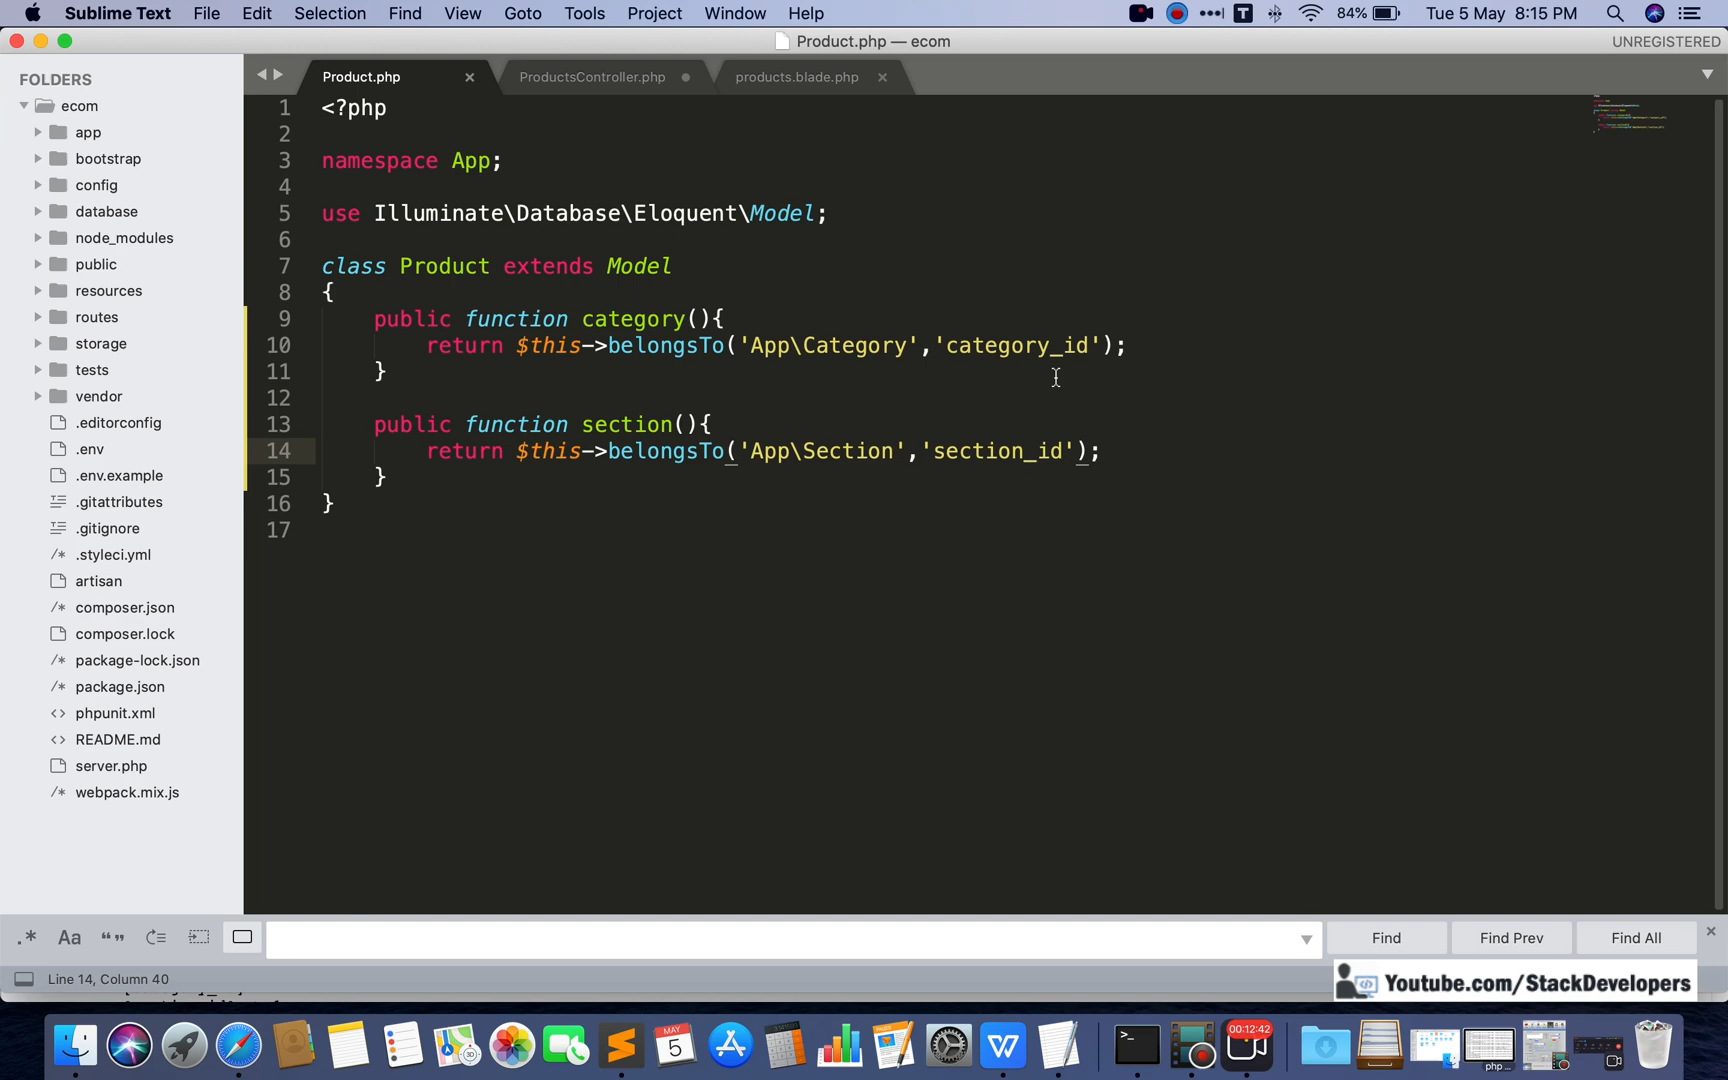 Sublime Text File Edit Selection Find View Goto Tools Project Window Help T 84% Tue 5 May 8:15 PM
Product.php — ecom UNREGISTERED
FOLDERS
ecom
app
bootstrap
config
database
node_modules
public
resources
routes
storage
tests
vendor
.editorconfig
.env
.env.example
.gitattributes
.gitignore
/* .styleci.yml
artisan
/* composer.json
composer.lock
/* package-lock.json
/* package.json
<> phpunit.xml
<> README.md
server.php
/* webpack.mix.js
Product.php × ProductsController.php products.blade.php ×
1 <?php
2
3 namespace App;
4
5 use Illuminate\Database\Eloquent\Model;
6
7 class Product extends Model
8 {
9 public function category(){
10 return $this->belongsTo('App\Category','category_id');
11 }
12
13 public function section(){
14 return $this->belongsTo('App\Section','section_id');
15 }
16 }
17
.* Aa “” Find Find Prev Find All ×
Line 14, Column 40
Youtube.com/StackDevelopers
MAY
5
00:12:42
php ...